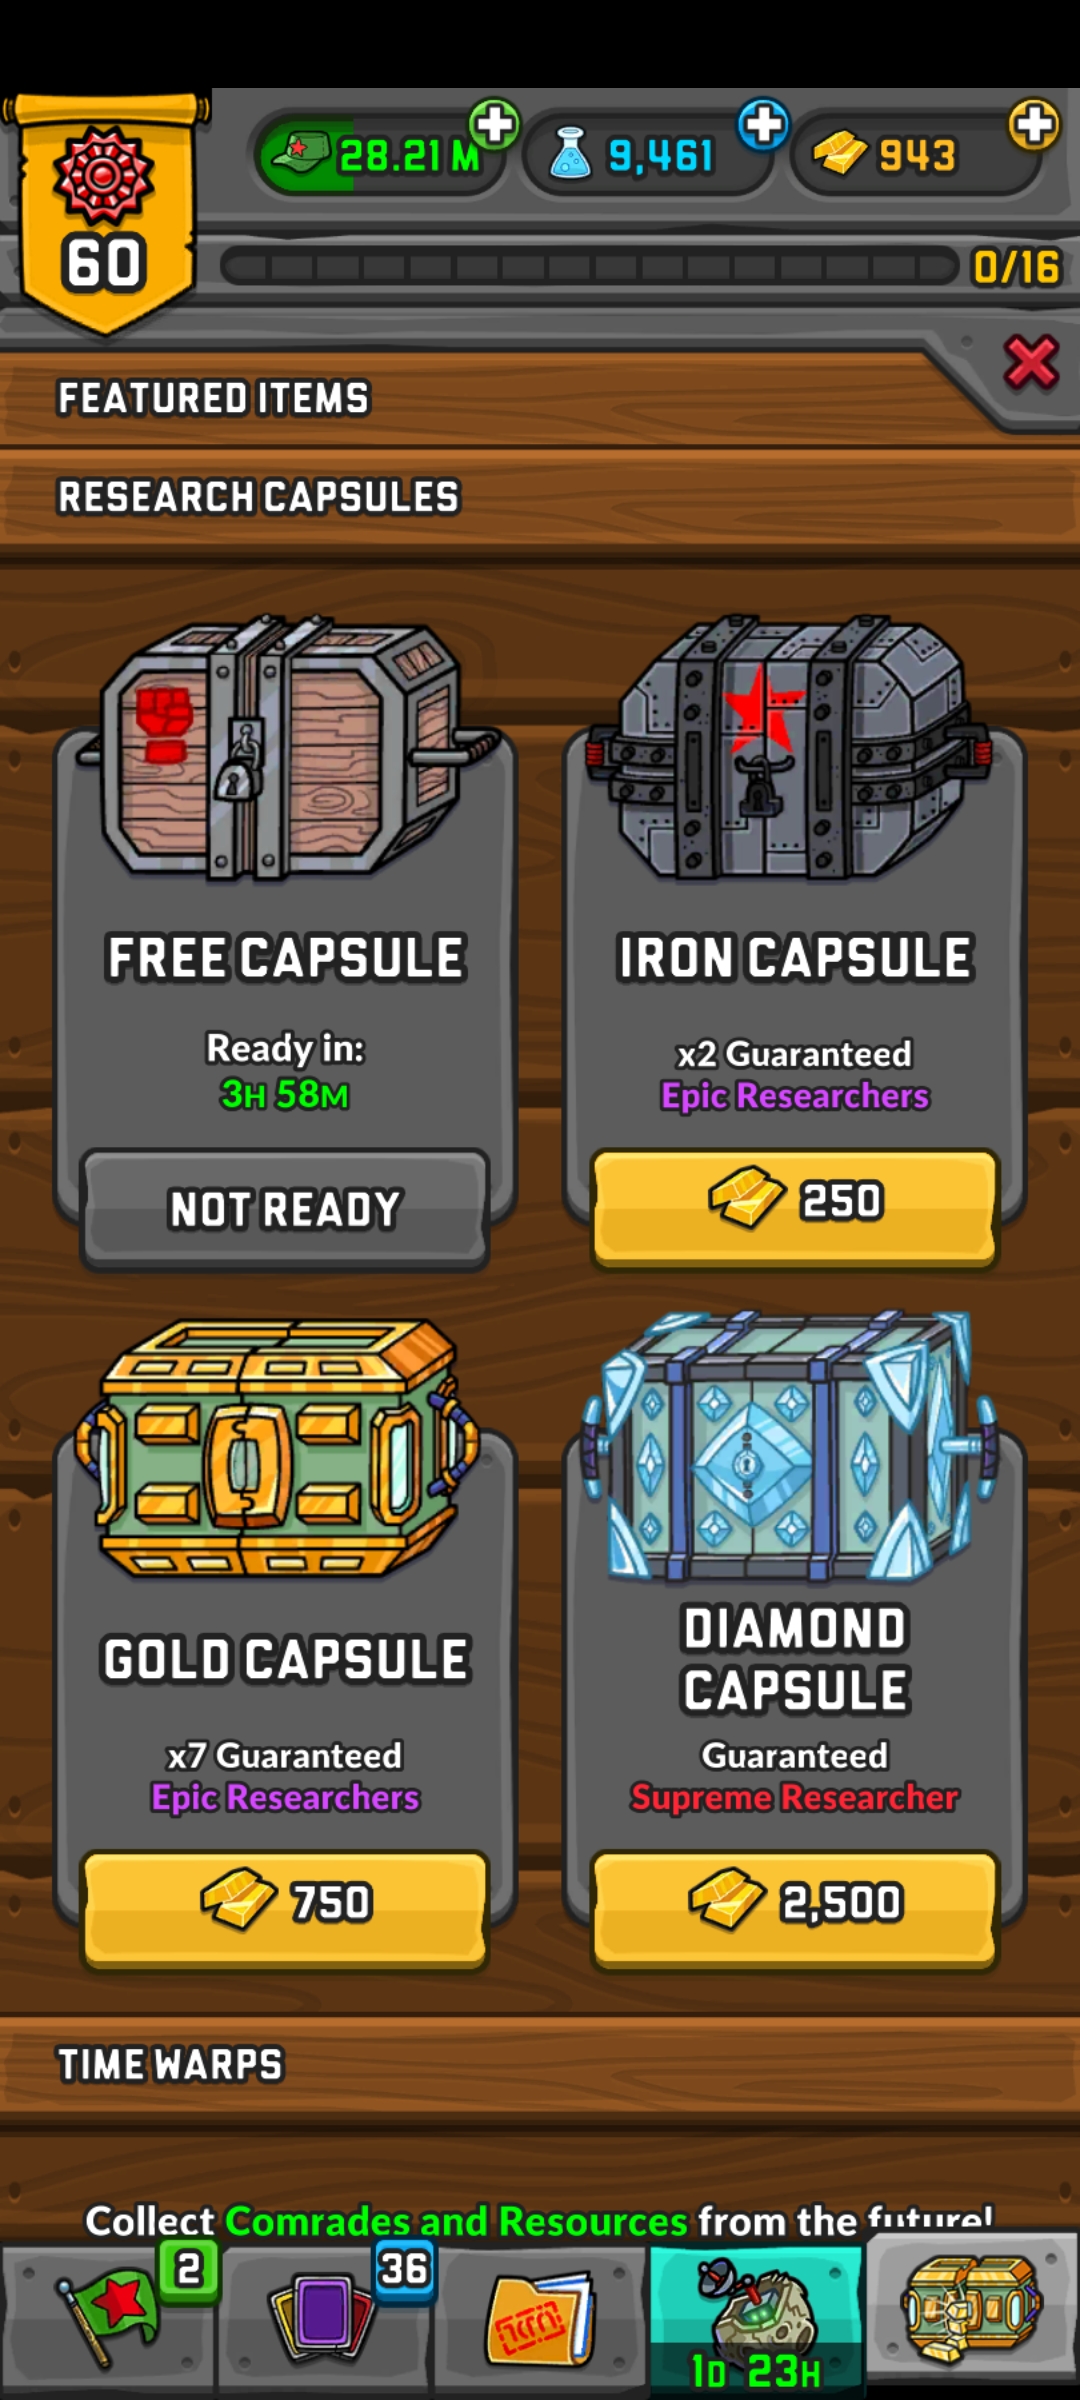 28.21 M
9,461
943
60
0/16
FEATURED ITEMS
RESEARCH CAPSULES
FREE CAPSULE
Ready in:
3H 58M
NOT READY
IRON CAPSULE
x2 Guaranteed
Epic Researchers
250
GOLD CAPSULE
x7 Guaranteed
Epic Researchers
750
DIAMOND
CAPSULE
Guaranteed
Supreme Researcher
2,500
TIME WARPS
Collect Comrades and Resources from the future!
2
36
1D 23H